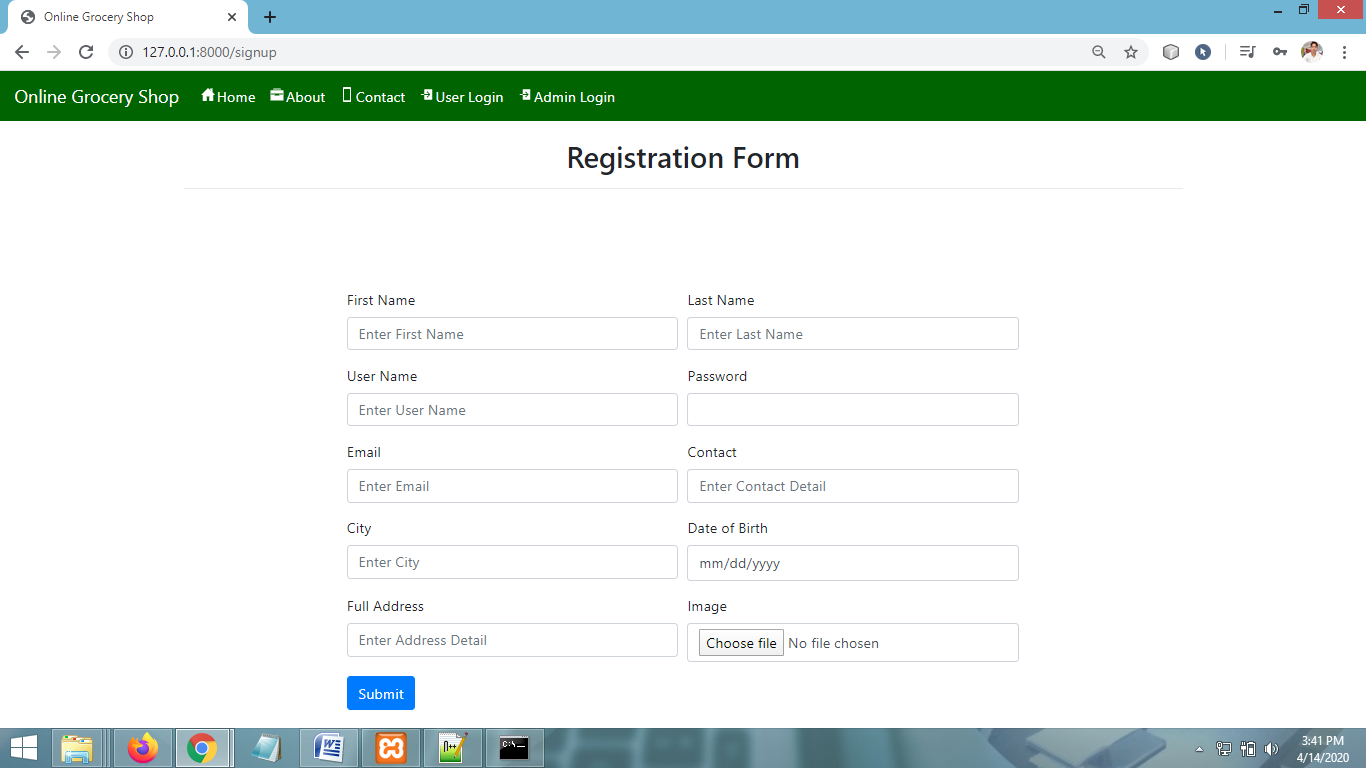 Online Grocery Shop
127.0.0.1:8000/signup
Online Grocery Shop Home About Contact User Login Admin Login
Registration Form
First Name Last Name
Enter First Name Enter Last Name
User Name Password
Enter User Name
Email Contact
Enter Email Enter Contact Detail
City Date of Birth
Enter City mm/dd/yyyy
Full Address Image
Enter Address Detail Choose file No file chosen
Submit
3:41 PM
4/14/2020